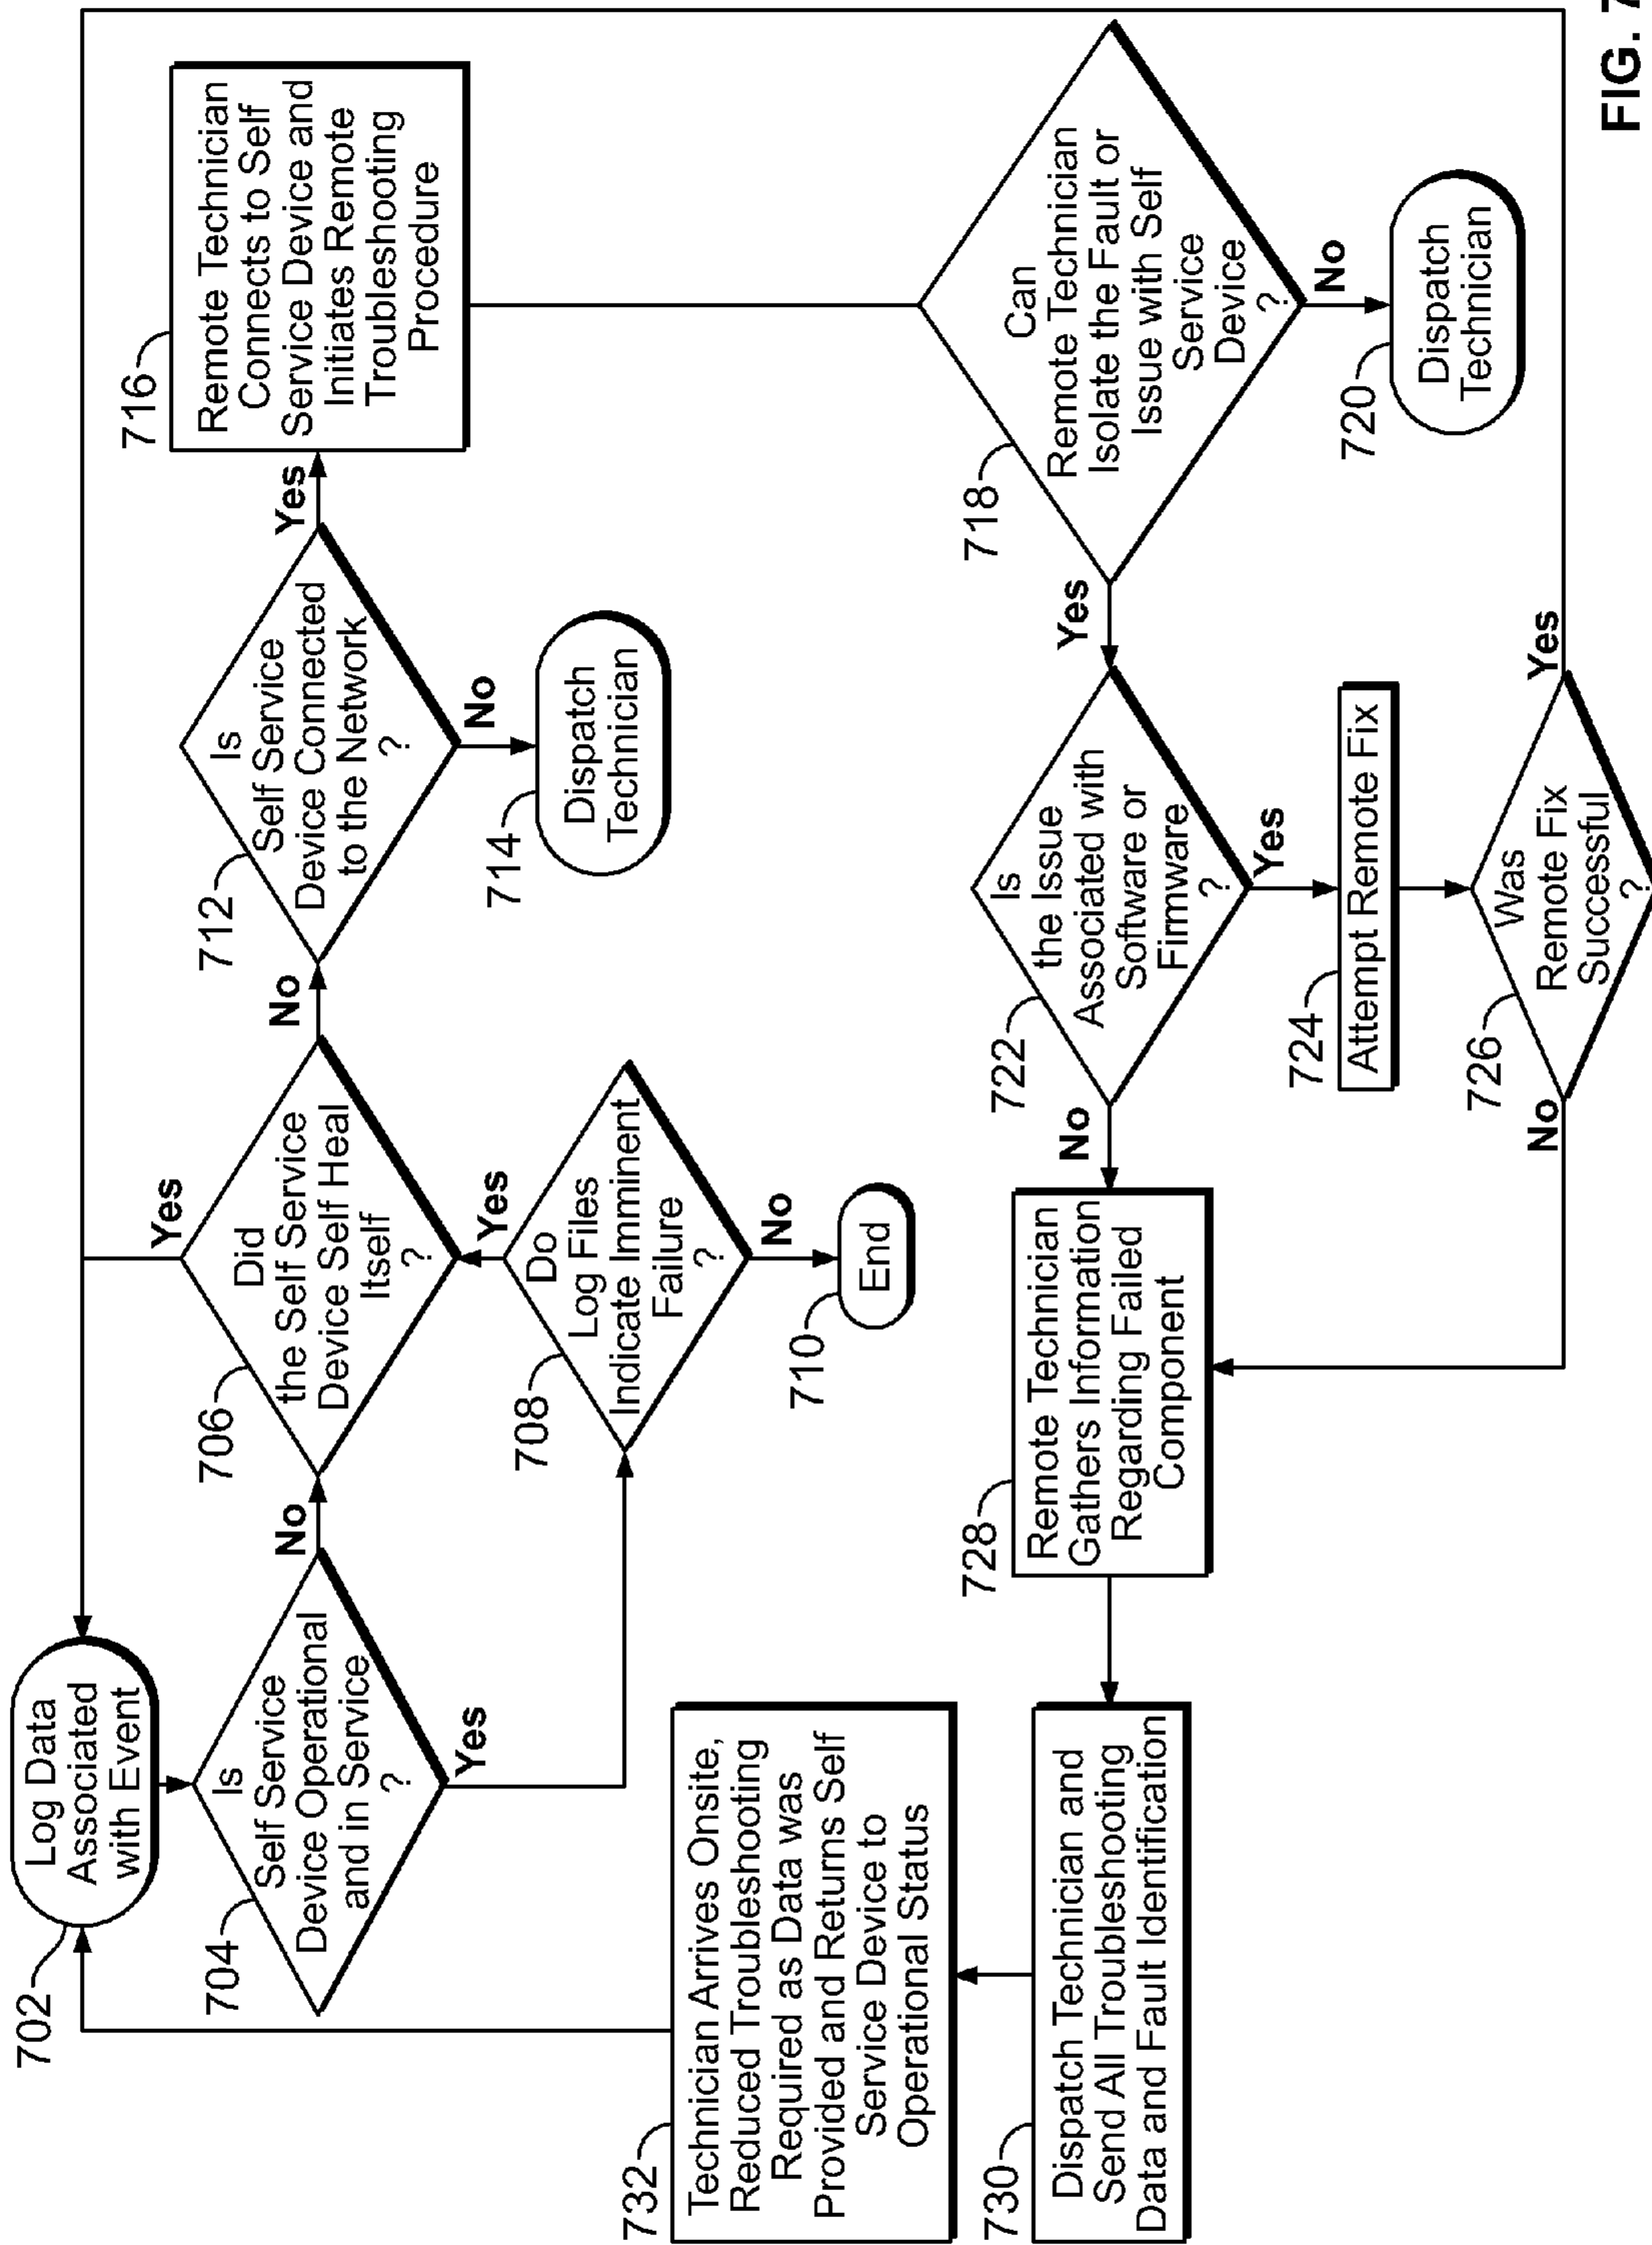 702
Log Data
Associated
with Event
704
Is
Self Service
Device Operational
and in Service
?
No
Yes
706
Did
the Self Service
Device Self Heal
Itself
?
Yes
No
708
Do
Log Files
Indicate Imminent
Failure
?
Yes
No
710
End
712
Is
Self Service
Device Connected
to the Network
?
Yes
No
714
Dispatch
Technician
716
Remote Technician
Connects to Self
Service Device and
Initiates Remote
Troubleshooting
Procedure
718
Can
Remote Technician
Isolate the Fault or
Issue with Self
Service
Device
?
Yes
No
720
Dispatch
Technician
722
Is
the Issue
Associated with
Software or
Firmware
?
No
Yes
724
Attempt Remote Fix
726
Was
Remote Fix
Successful
?
No
Yes
728
Remote Technician
Gathers Information
Regarding Failed
Component
730
Dispatch Technician and
Send All Troubleshooting
Data and Fault Identification
732
Technician Arrives Onsite,
Reduced Troubleshooting
Required as Data was
Provided and Returns Self
Service Device to
Operational Status
FIG. 7